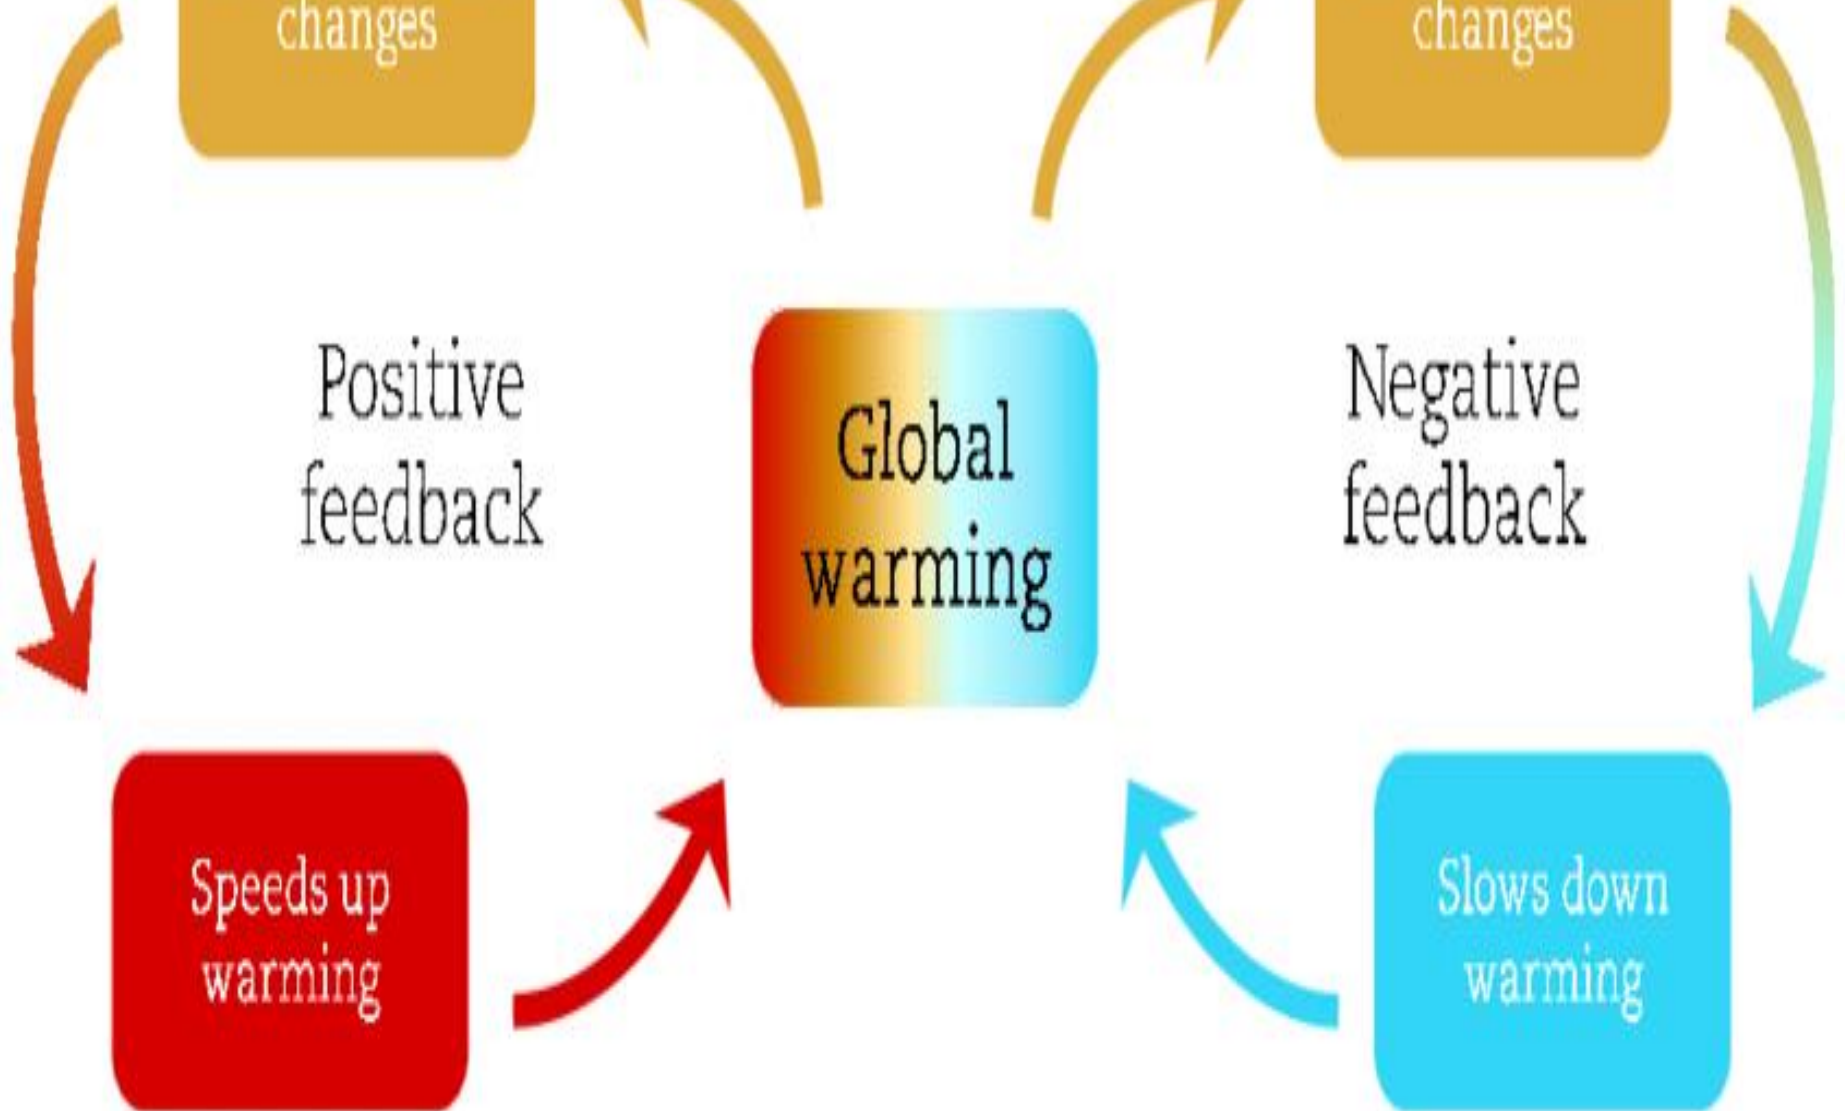 changes
changes
Positive
feedback
Global
warming
Negative
feedback
Speeds up
warming
Slows down
warming